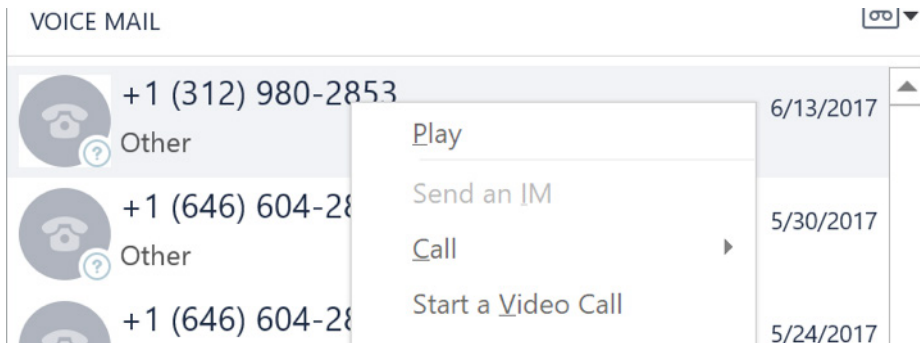 VOICE MAIL
+1 (312) 980-2853
6/13/2017
Other
Play
Send an IM
+1 (646) 604-28
5/30/2017
Other
Call
Start a Video Call
+1 (646) 604-28
5/24/2017